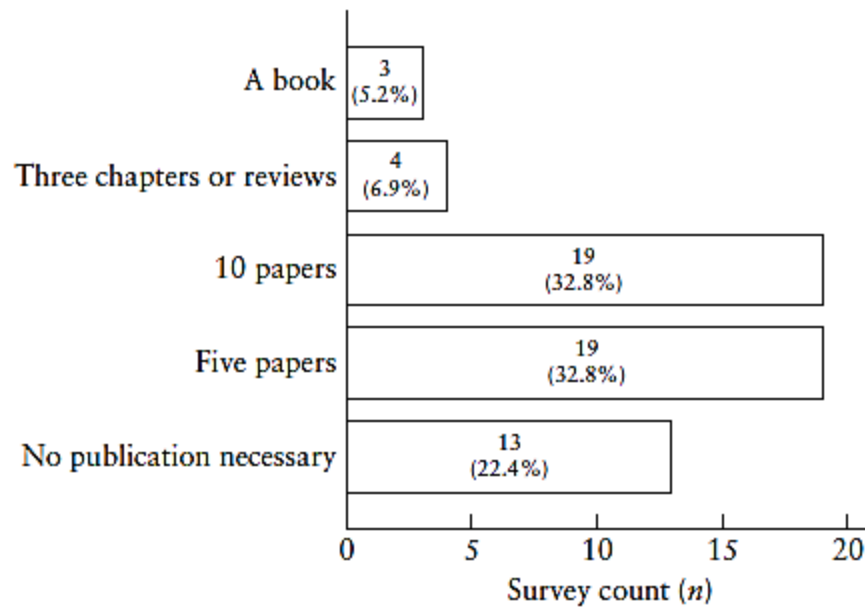 A book
3
(5.2%)
Three chapters or reviews
4
(6.9%)
10 papers
19
(32.8%)
Five papers
19
(32.8%)
No publication necessary
13
(22.4%)
0 5 10 15 20
Survey count (n)